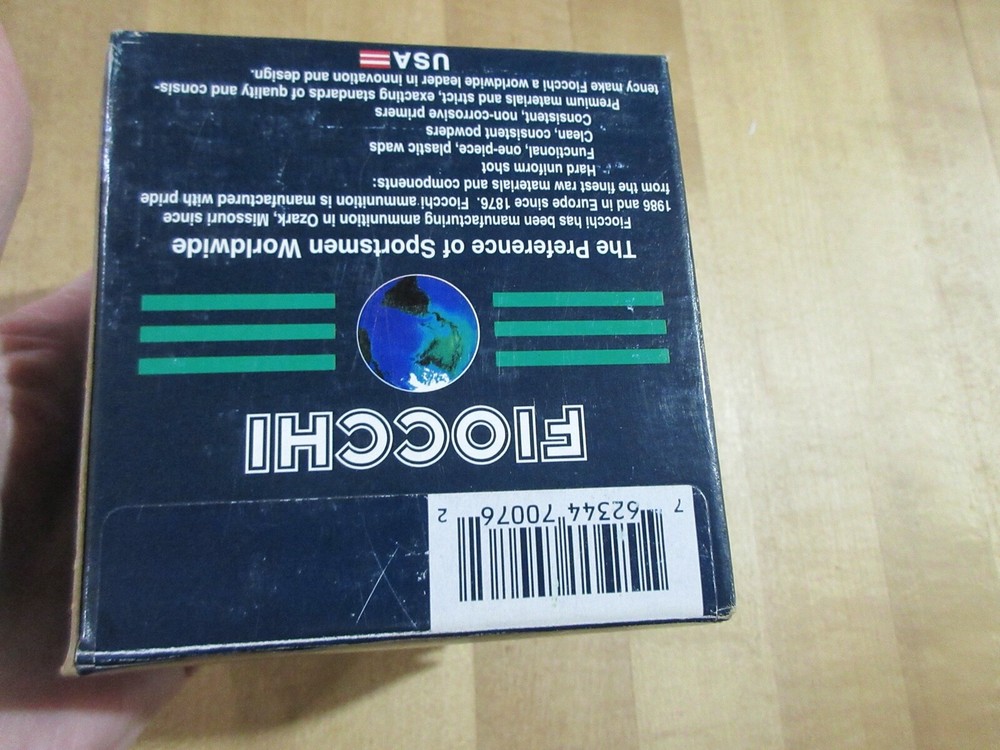 7 62344 70076 2
FIOCCHI
The Preference of Sportsmen Worldwide
Fiocchi has been manufacturing ammunition in Ozark, Missouri since
1986 and in Europe since 1876. Fiocchi ammunition is manufactured with pride
from the finest raw materials and components:
Hard uniform shot
Functional, one-piece, plastic wads
Clean, consistent powders
Consistent, non-corrosive primers
Premium materials and strict, exacting standards of quality and consis-
tency make Fiocchi a worldwide leader in innovation and design.
USA